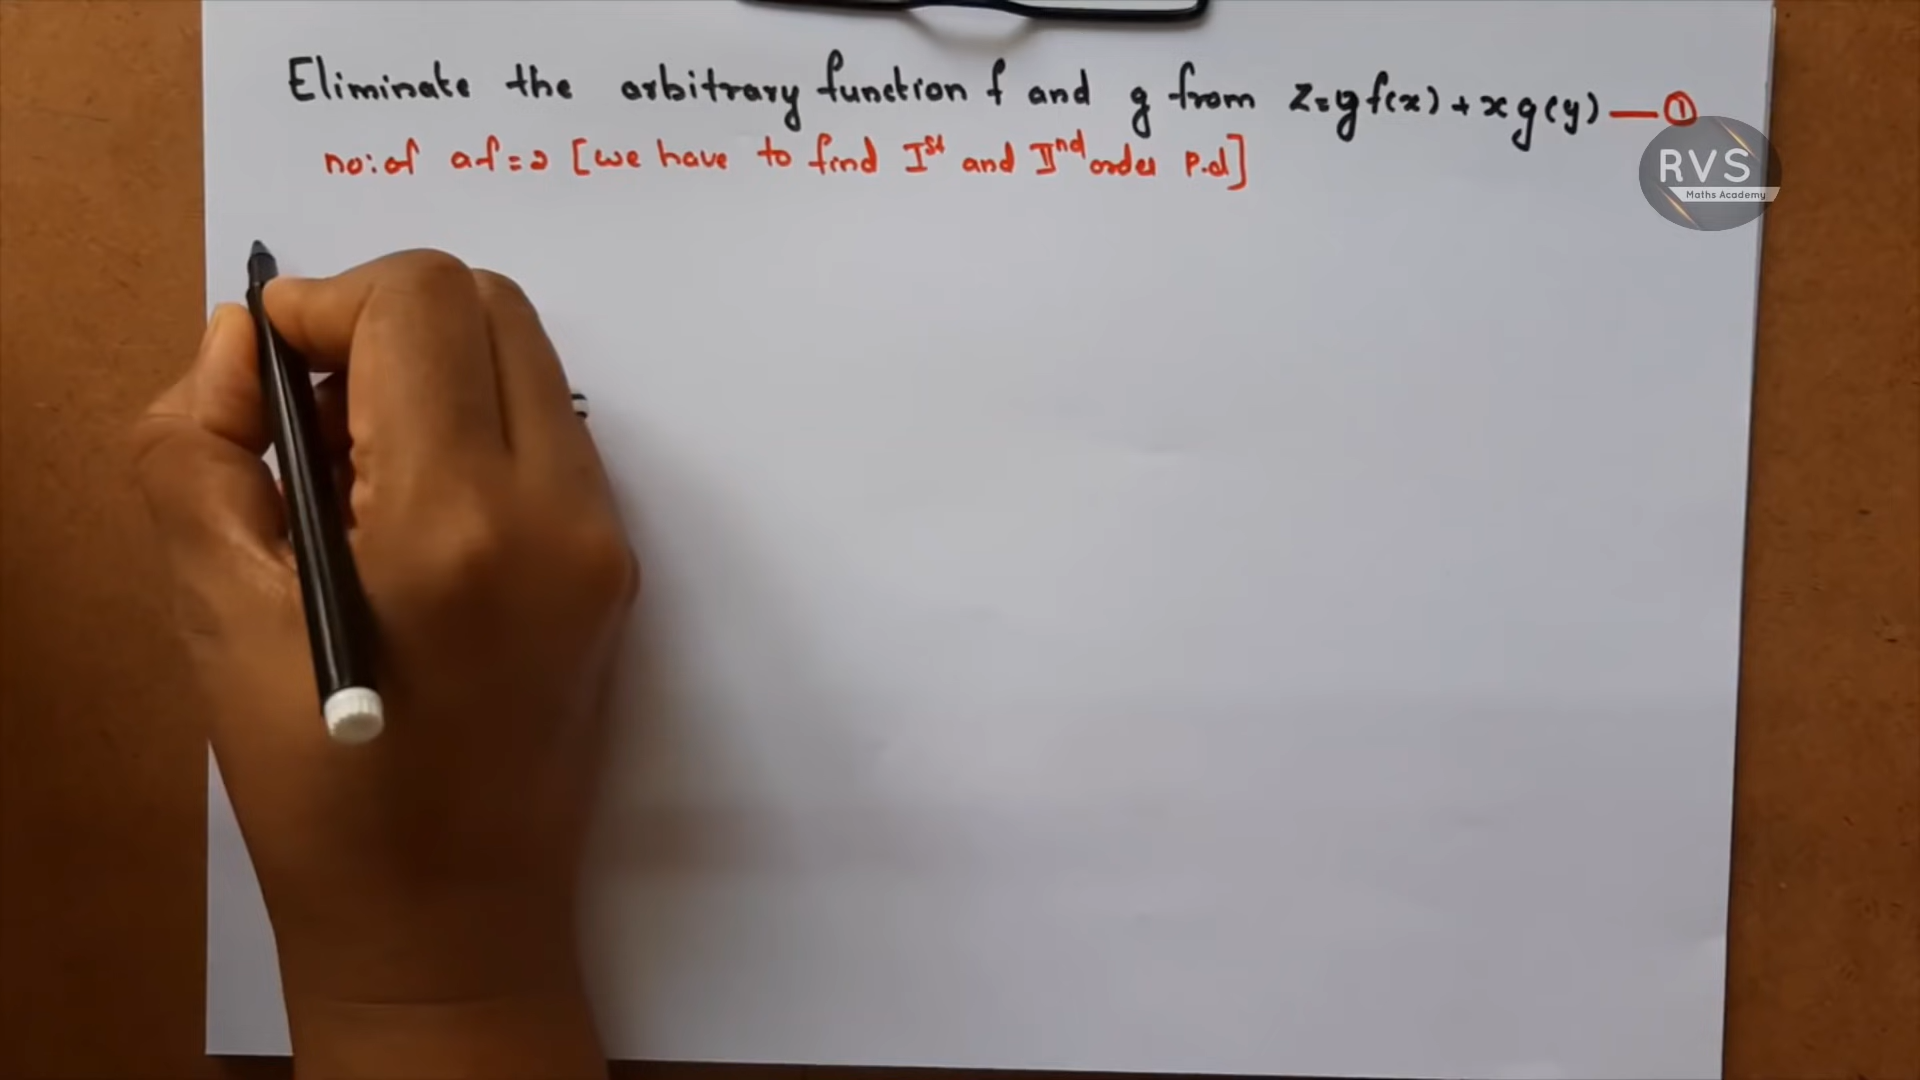 Eliminate the arbitrary function f and g from z=yf(x)+xg(y) —①
no:of af=2 [we have to find Ist and IInd order p.d]
RVS
Maths Academy
=